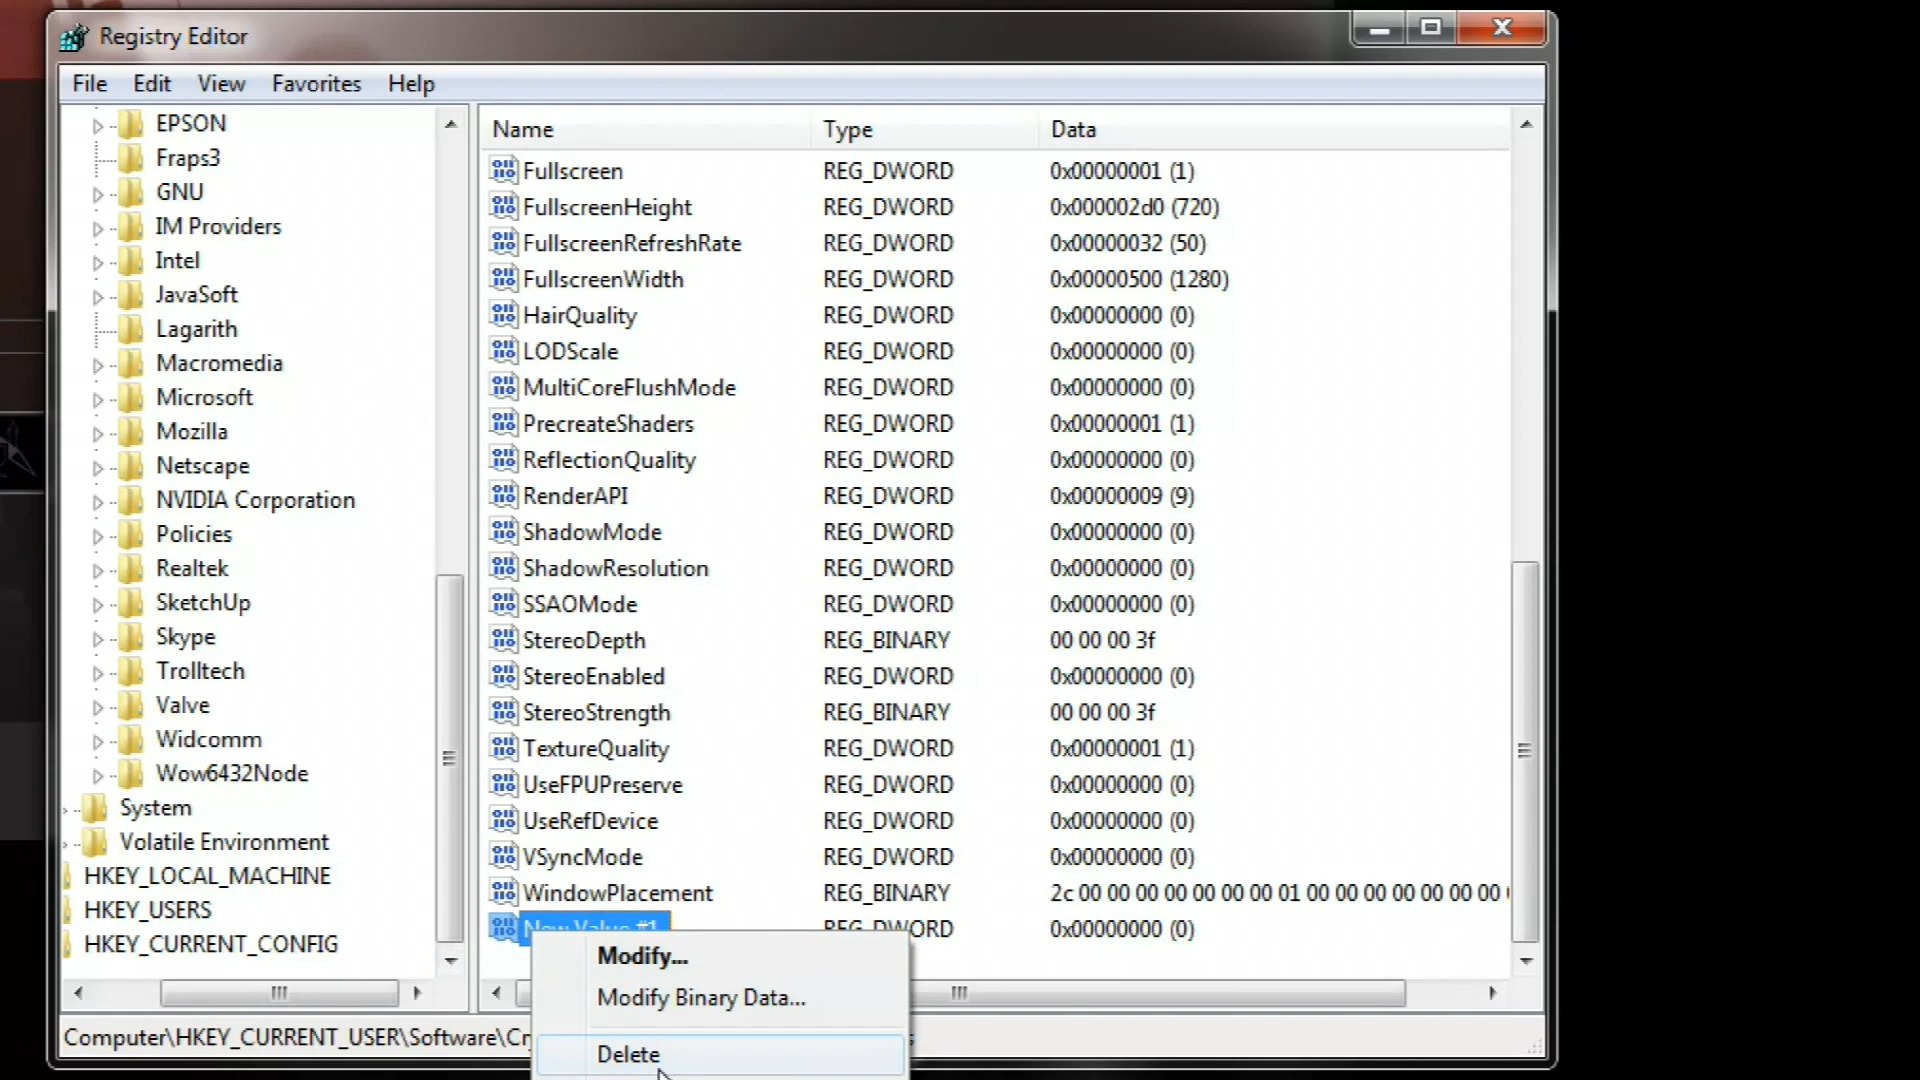 Registry Editor
File Edit View Favorites Help
EPSON
Fraps3
GNU
IM Providers
Intel
JavaSoft
Lagarith
Macromedia
Microsoft
Mozilla
Netscape
NVIDIA Corporation
Policies
Realtek
SketchUp
Skype
Trolltech
Valve
Widcomm
Wow6432Node
System
Volatile Environment
HKEY_LOCAL_MACHINE
HKEY_USERS
HKEY_CURRENT_CONFIG
Name Type Data
Fullscreen REG_DWORD 0x00000001 (1)
FullscreenHeight REG_DWORD 0x000002d0 (720)
FullscreenRefreshRate REG_DWORD 0x00000032 (50)
FullscreenWidth REG_DWORD 0x00000500 (1280)
HairQuality REG_DWORD 0x00000000 (0)
LODScale REG_DWORD 0x00000000 (0)
MultiCoreFlushMode REG_DWORD 0x00000000 (0)
PrecreateShaders REG_DWORD 0x00000001 (1)
ReflectionQuality REG_DWORD 0x00000000 (0)
RenderAPI REG_DWORD 0x00000009 (9)
ShadowMode REG_DWORD 0x00000000 (0)
ShadowResolution REG_DWORD 0x00000000 (0)
SSAOMode REG_DWORD 0x00000000 (0)
StereoDepth REG_BINARY 00 00 00 3f
StereoEnabled REG_DWORD 0x00000000 (0)
StereoStrength REG_BINARY 00 00 00 3f
TextureQuality REG_DWORD 0x00000001 (1)
UseFPUPreserve REG_DWORD 0x00000000 (0)
UseRefDevice REG_DWORD 0x00000000 (0)
VSyncMode REG_DWORD 0x00000000 (0)
WindowPlacement REG_BINARY 2c 00 00 00 00 00 00 00 01 00 00 00 00 00 00 00
New Value #1 REG_DWORD 0x00000000 (0)
Modify...
Modify Binary Data...
Delete
Computer\HKEY_CURRENT_USER\Software\C